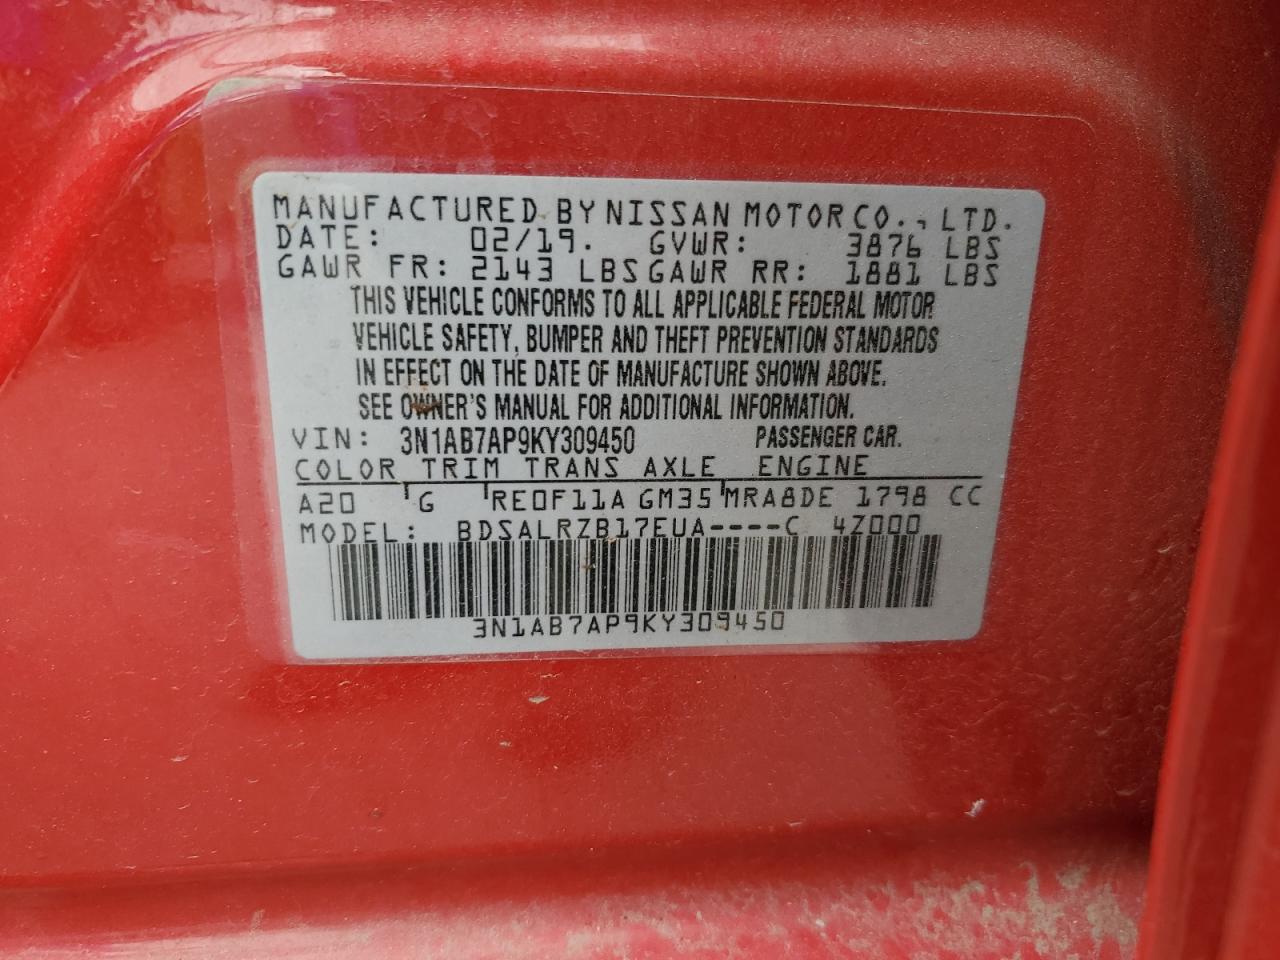 MANUFACTURED BY NISSAN MOTOR CO., LTD.
DATE: 02/19. GVWR: 3876 LBS
GAWR FR: 2143 LBS GAWR RR: 1881 LBS
THIS VEHICLE CONFORMS TO ALL APPLICABLE FEDERAL MOTOR
VEHICLE SAFETY, BUMPER AND THEFT PREVENTION STANDARDS
IN EFFECT ON THE DATE OF MANUFACTURE SHOWN ABOVE.
SEE OWNER'S MANUAL FOR ADDITIONAL INFORMATION.
VIN: 3N1AB7AP9KY309450 PASSENGER CAR.
COLOR TRIM TRANS AXLE ENGINE
A20 G RE0F11A GM35 MRA8DE 1798 CC
MODEL: BDSALRZB17EUA----C 4Z000
3N1AB7AP9KY309450